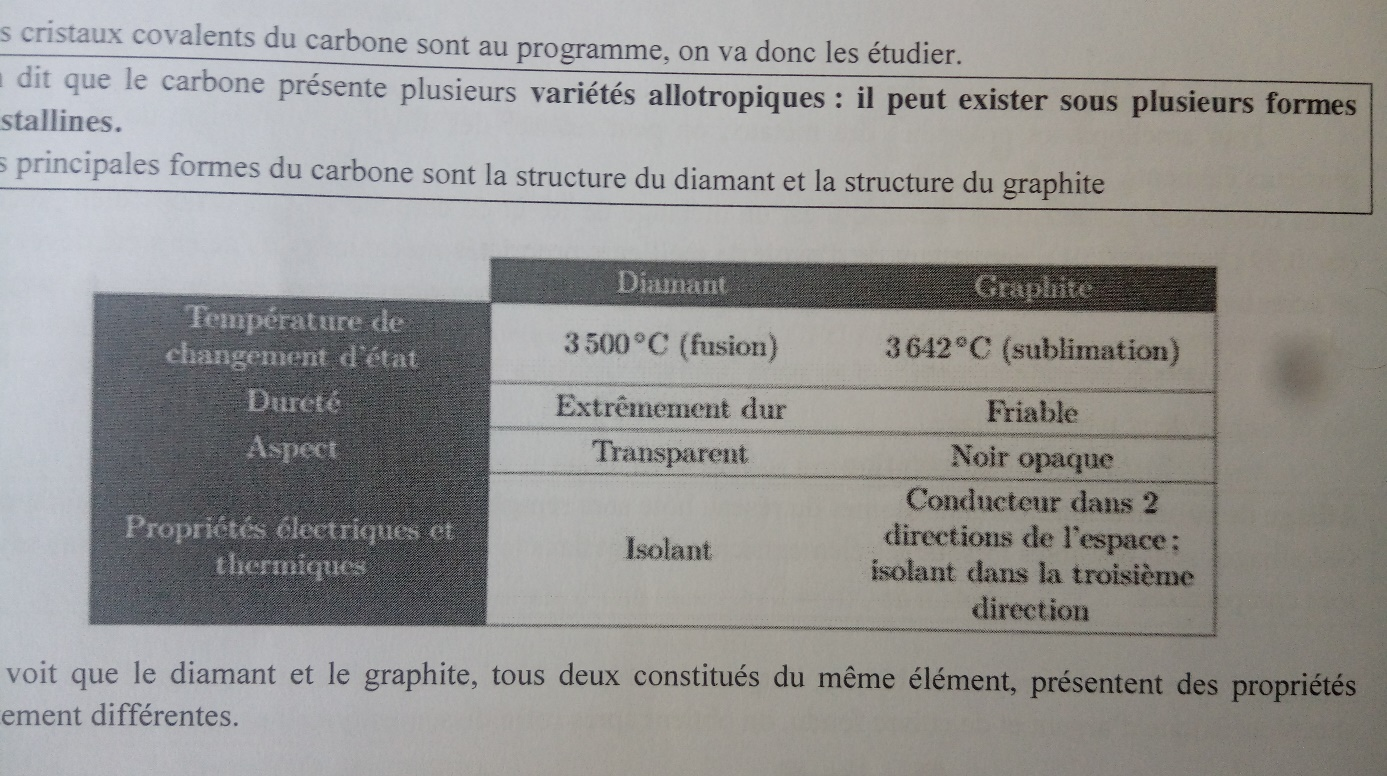 s cristaux covalents du carbone sont au programme, on va donc les étudier.
dit que le carbone présente plusieurs variétés allotropiques : il peut exister sous plusieurs formes
stallines.
s principales formes du carbone sont la structure du diamant et la structure du graphite
Diamant Graphite
Température de
changement d'état
3 500 °C (fusion) 3 642 °C (sublimation)
Dureté Extrêmement dur Friable
Aspect Transparent Noir opaque
Propriétés électriques et
thermiques
Isolant
Conducteur dans 2
directions de l'espace ;
isolant dans la troisième
direction
voit que le diamant et le graphite, tous deux constitués du même élément, présentent des propriétés
ement différentes.